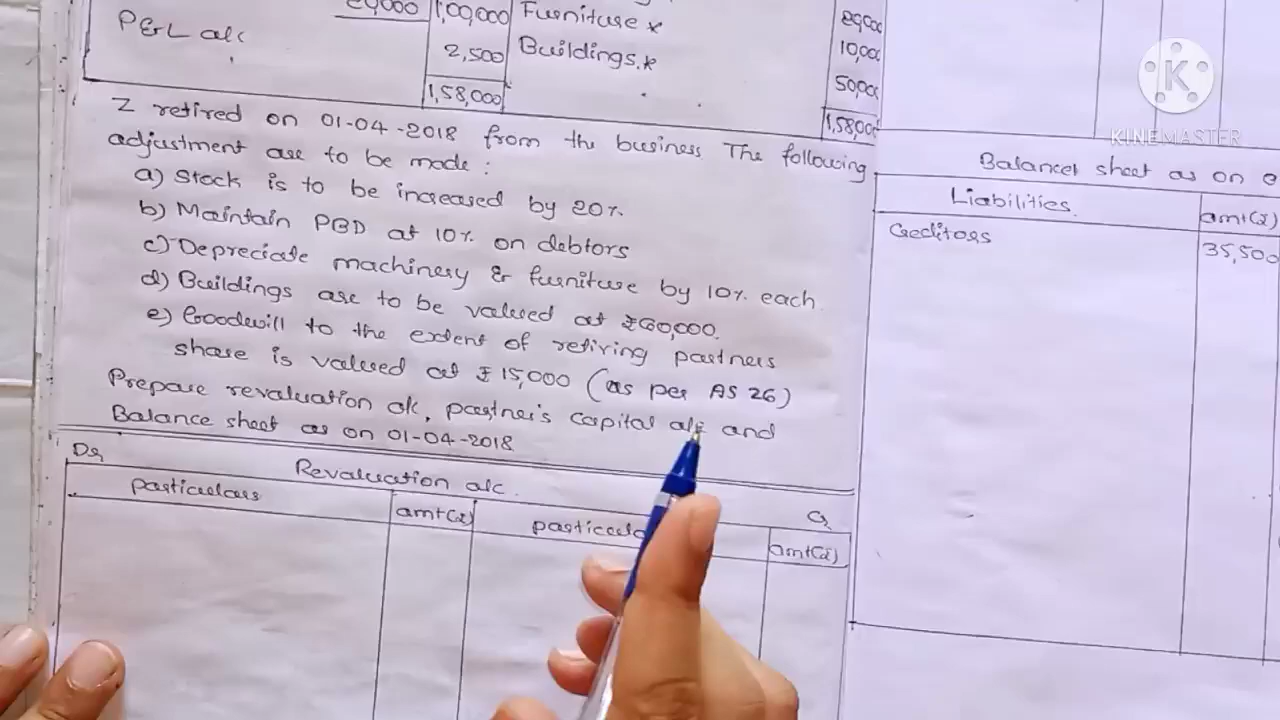 20,000 1,00,000 Furniture x 20,000
P&L a/c 2,500 Buildings.x 10,000
50,000
1,58,000 1,58,000
Z retired on 01-04-2018 from the business The following
adjustment are to be made:
a) Stock is to be increased by 20%
b) Maintain PBD at 10% on debtors
c) Depreciate machinery & furniture by 10% each
d) Buildings are to be valued at ₹60,000.
e) Goodwill to the extent of retiring partners
share is valued at ₹ 15,000 (as per AS 26)
Prepare revaluation a/c, partner's capital a/c and
Balance sheet as on 01-04-2018
Dr Revaluation a/c. Cr
particulars amt(₹) amt(₹)
KINEMASTER
Balance sheet as on
Liabilities. amt(₹)
Creditors 35,500